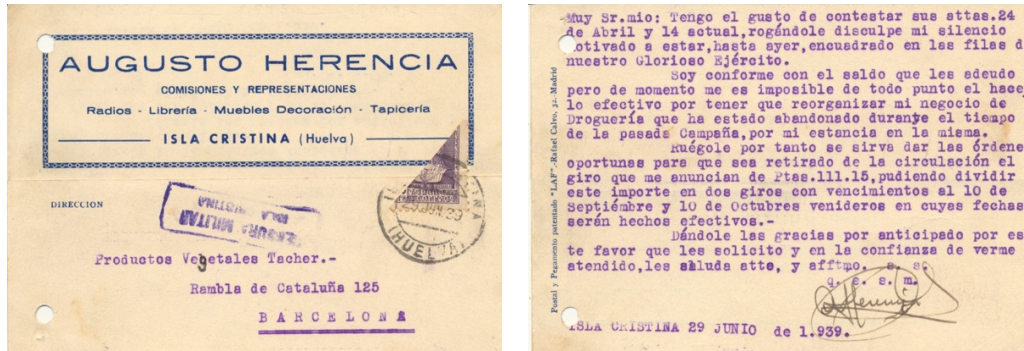 AUGUSTO HERENCIA
COMISIONES Y REPRESENTACIONES
Radios - Librería - Muebles Decoración - Tapicería
ISLA CRISTINA (Huelva)
DIRECCION
CENSURA MILITAR
ISLA CRISTINA
(HUELVA)
Productos Vegetales Tacher.-
9
Rambla de Cataluña 125
BARCELONA
Postal y Pegamento patentado "LAF"-Rafael Calvo, 32.-Madrid
Muy Sr.mio: Tengo el gusto de contestar sus attas.24
de Abril y 14 actual,rogándole disculpe mi silencio
motivado a estar,hasta ayer,encuadrado en las filas d
nuestro Glorioso Ejército.
Soy conforme con el saldo que les adeudo
pero de momento me es imposible de todo punto el hace
lo efectivo por tener que reorganizar mi negocio de
Droguería que ha estado abandonado durante el tiempo
de la pasada Campaña,por mi estancia en la misma.
Ruégole por tanto se sirva dar las órdene
oportunas para que sea retirado de la circulación el
giro que me anuncian de Ptas.111.15,pudiendo dividir
este importe en dos giros con vencimientos al 10 de
Septiémbre y 10 de Octubres venideros en cuyas fechas
serán hechos efectivos.-
Dándole las gracias por anticipado por es
te favor que les solicito y en la confianza de verme
atendido,les saluda atte, y afftmo. s. s.
q. e. s. m.
AHerencia
ISLA CRISTINA 29 JUNIO de 1.939.